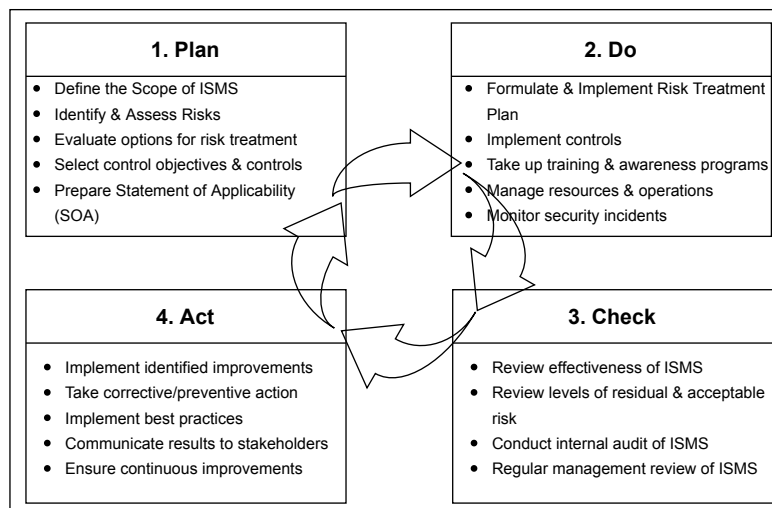 1. Plan
• Define the Scope of ISMS
• Identify & Assess Risks
• Evaluate options for risk treatment
• Select control objectives & controls
• Prepare Statement of Applicability
(SOA)
2. Do
• Formulate & Implement Risk Treatment
Plan
• Implement controls
• Take up training & awareness programs
• Manage resources & operations
• Monitor security incidents
4. Act
• Implement identified improvements
• Take corrective/preventive action
• Implement best practices
• Communicate results to stakeholders
• Ensure continuous improvements
3. Check
• Review effectiveness of ISMS
• Review levels of residual & acceptable
risk
• Conduct internal audit of ISMS
• Regular management review of ISMS